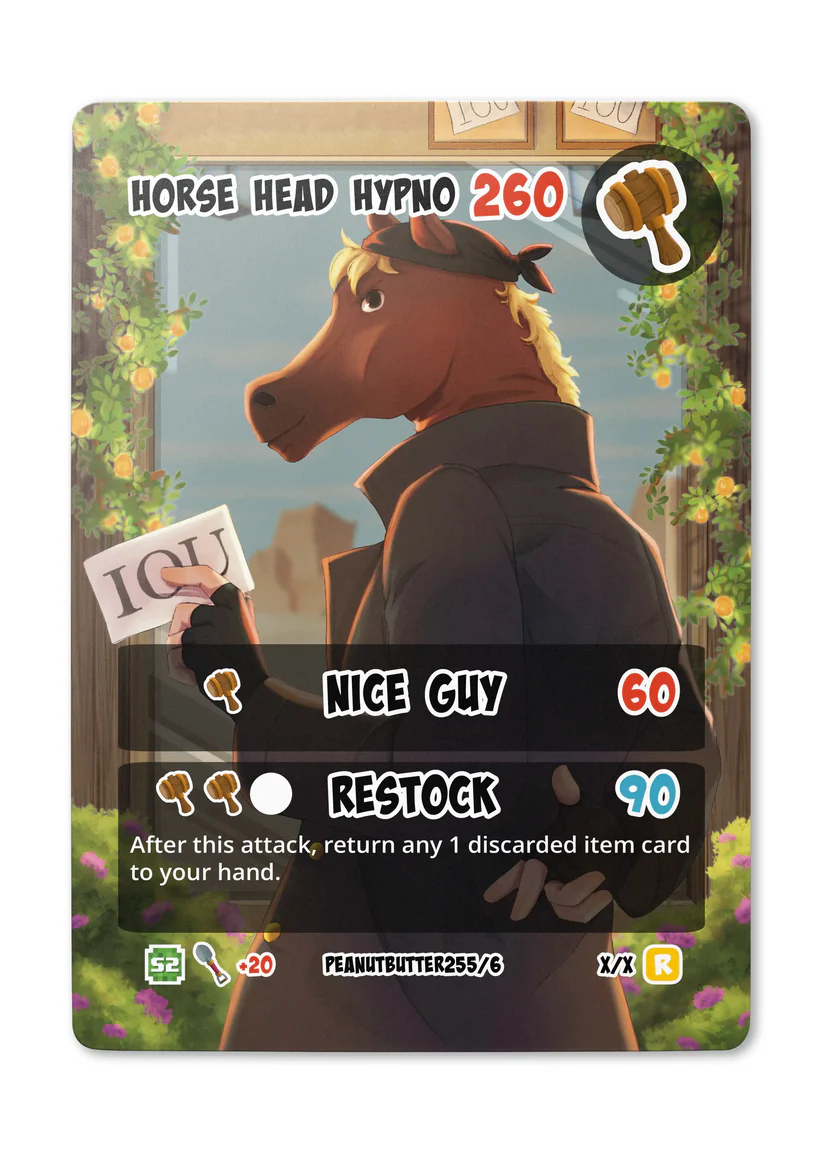 IOU IOU
HORSE HEAD HYPNO 260
IOU
NICE GUY 60
RESTOCK 90
After this attack, return any 1 discarded item card
to your hand.
S2 +20 PEANUTBUTTER255/6 X/X R